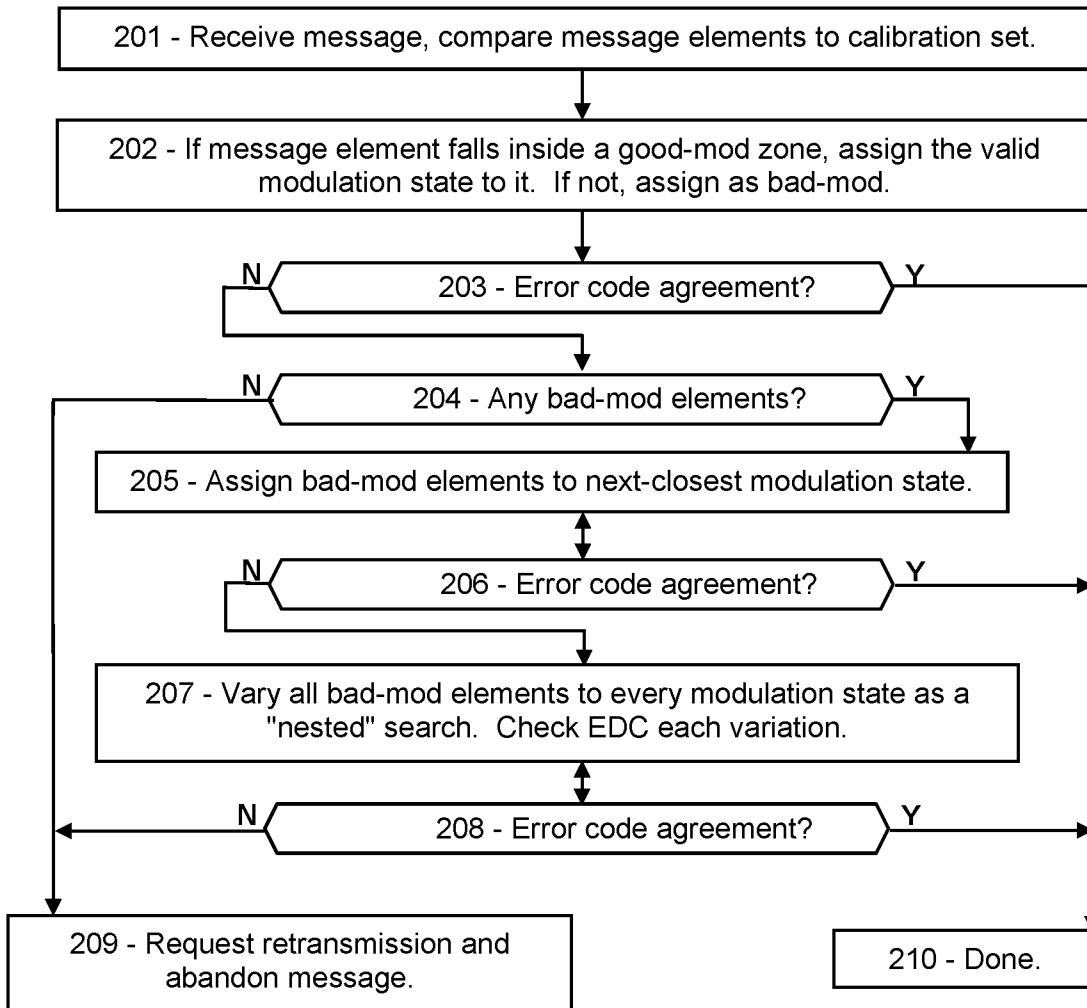 201 - Receive message, compare message elements to calibration set.
202 - If message element falls inside a good-mod zone, assign the valid
modulation state to it.  If not, assign as bad-mod.
N
203 - Error code agreement?
Y
N
204 - Any bad-mod elements?
Y
205 - Assign bad-mod elements to next-closest modulation state.
N
206 - Error code agreement?
Y
207 - Vary all bad-mod elements to every modulation state as a
"nested" search.  Check EDC each variation.
N
208 - Error code agreement?
Y
209 - Request retransmission and
abandon message.
210 - Done.